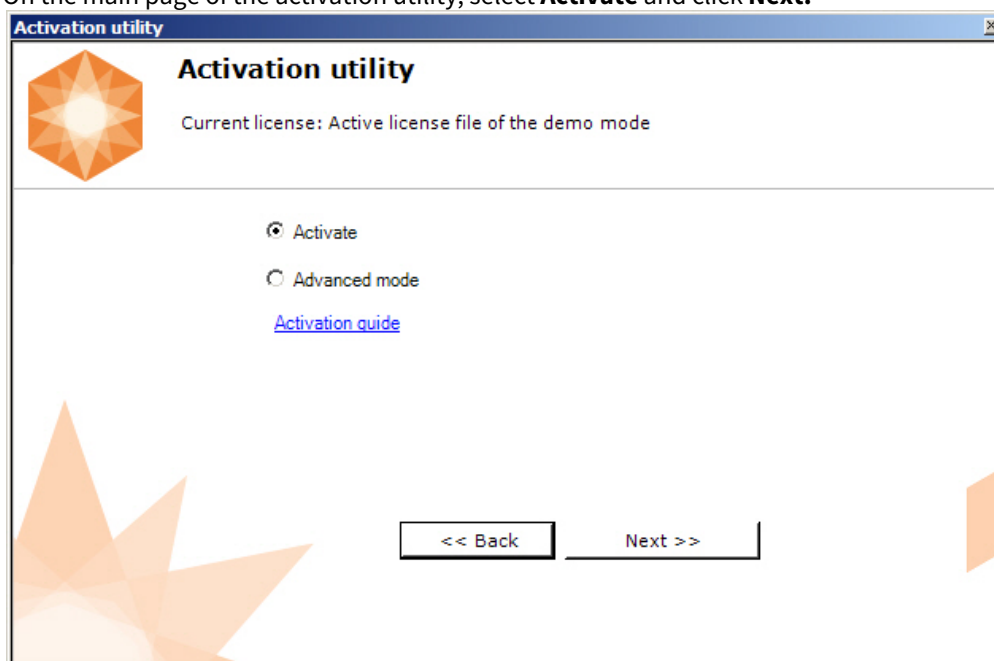 On the main page of the activation utility, select Activate and click Next.
Activation utility
Activation utility
Current license: Active license file of the demo mode
Activate
Advanced mode
Activation guide
<< Back Next >>